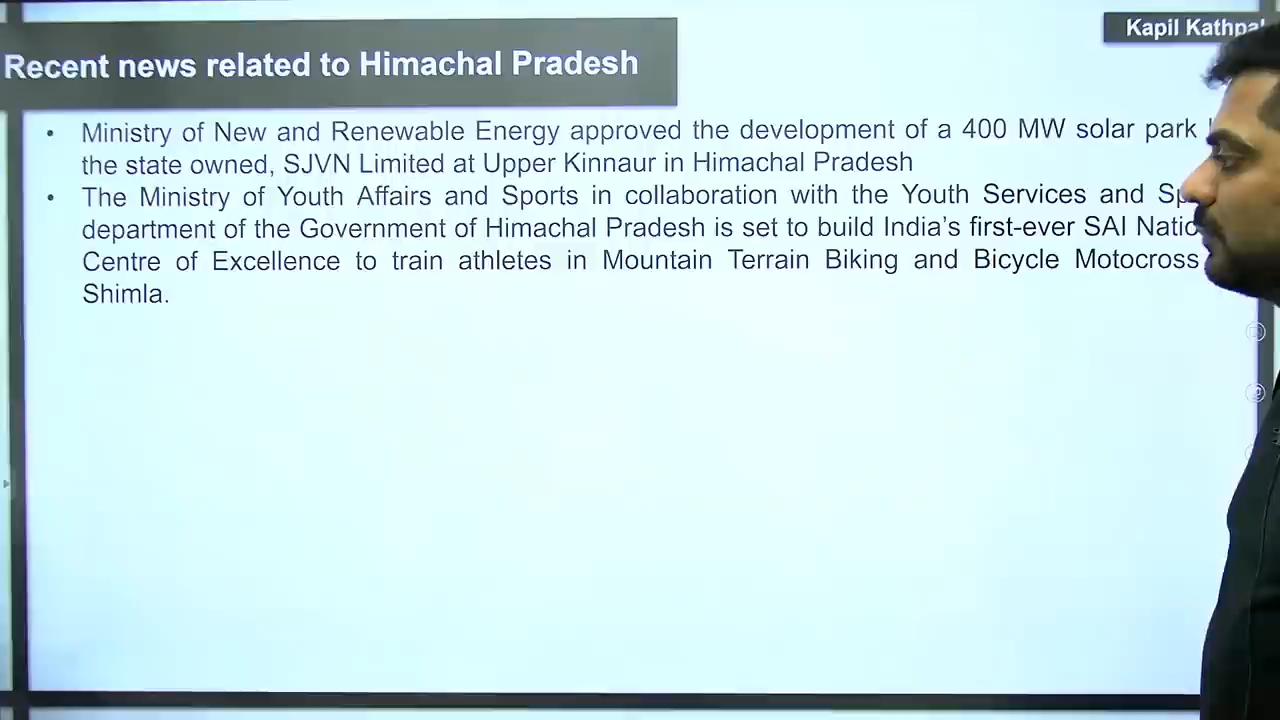 Kapil Kathpal
Recent news related to Himachal Pradesh
• Ministry of New and Renewable Energy approved the development of a 400 MW solar park
the state owned, SJVN Limited at Upper Kinnaur in Himachal Pradesh
• The Ministry of Youth Affairs and Sports in collaboration with the Youth Services and
department of the Government of Himachal Pradesh is set to build India's first-ever SAI
Centre of Excellence to train athletes in Mountain Terrain Biking and Bicycle Motocross
Shimla.